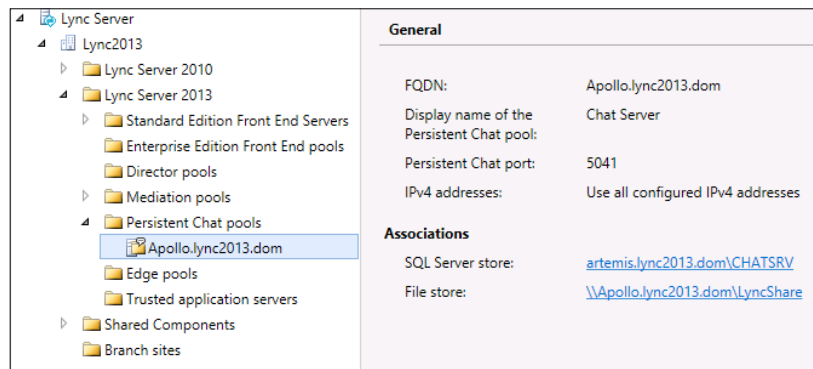 Lync Server
Lync2013
Lync Server 2010
Lync Server 2013
Standard Edition Front End Servers
Enterprise Edition Front End pools
Director pools
Mediation pools
Persistent Chat pools
Apollo.lync2013.dom
Edge pools
Trusted application servers
Shared Components
Branch sites
General
FQDN: Apollo.lync2013.dom
Display name of the Chat Server
Persistent Chat pool:
Persistent Chat port: 5041
IPv4 addresses: Use all configured IPv4 addresses
Associations
SQL Server store: artemis.lync2013.dom\CHATSRV
File store: \\Apollo.lync2013.dom\LyncShare